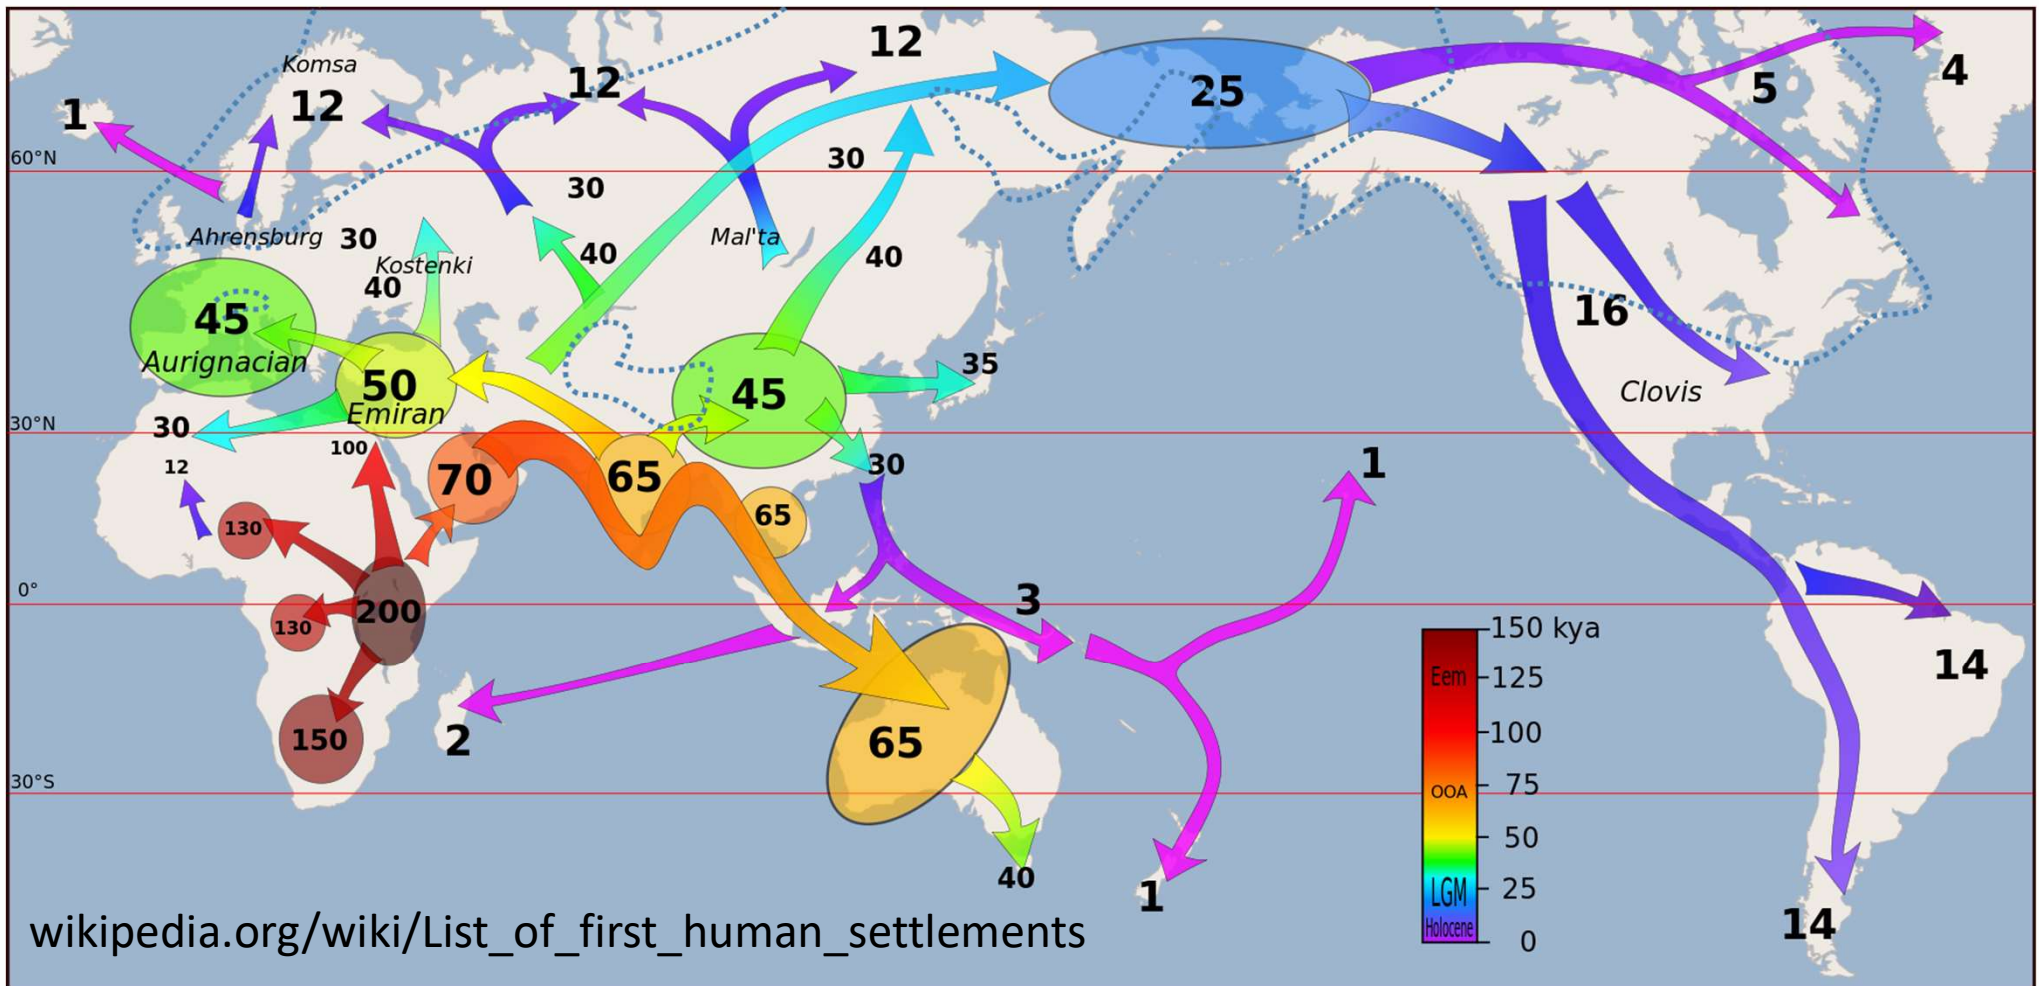 12
Komsa
12
12
1
25
5
4
60°N
30
30
Ahrensburg
30
Mal'ta
40
40
Kostenki
40
45
Aurignacian
50
Emiran
45
35
16
Clovis
30°N
30
100
12
70
65
30
1
65
130
0°
200
130
3
150 kya
Eem
125
100
OOA
75
50
LGM
25
Holocene
0
14
150
2
65
30°S
40
1
14
wikipedia.org/wiki/List_of_first_human_settlements